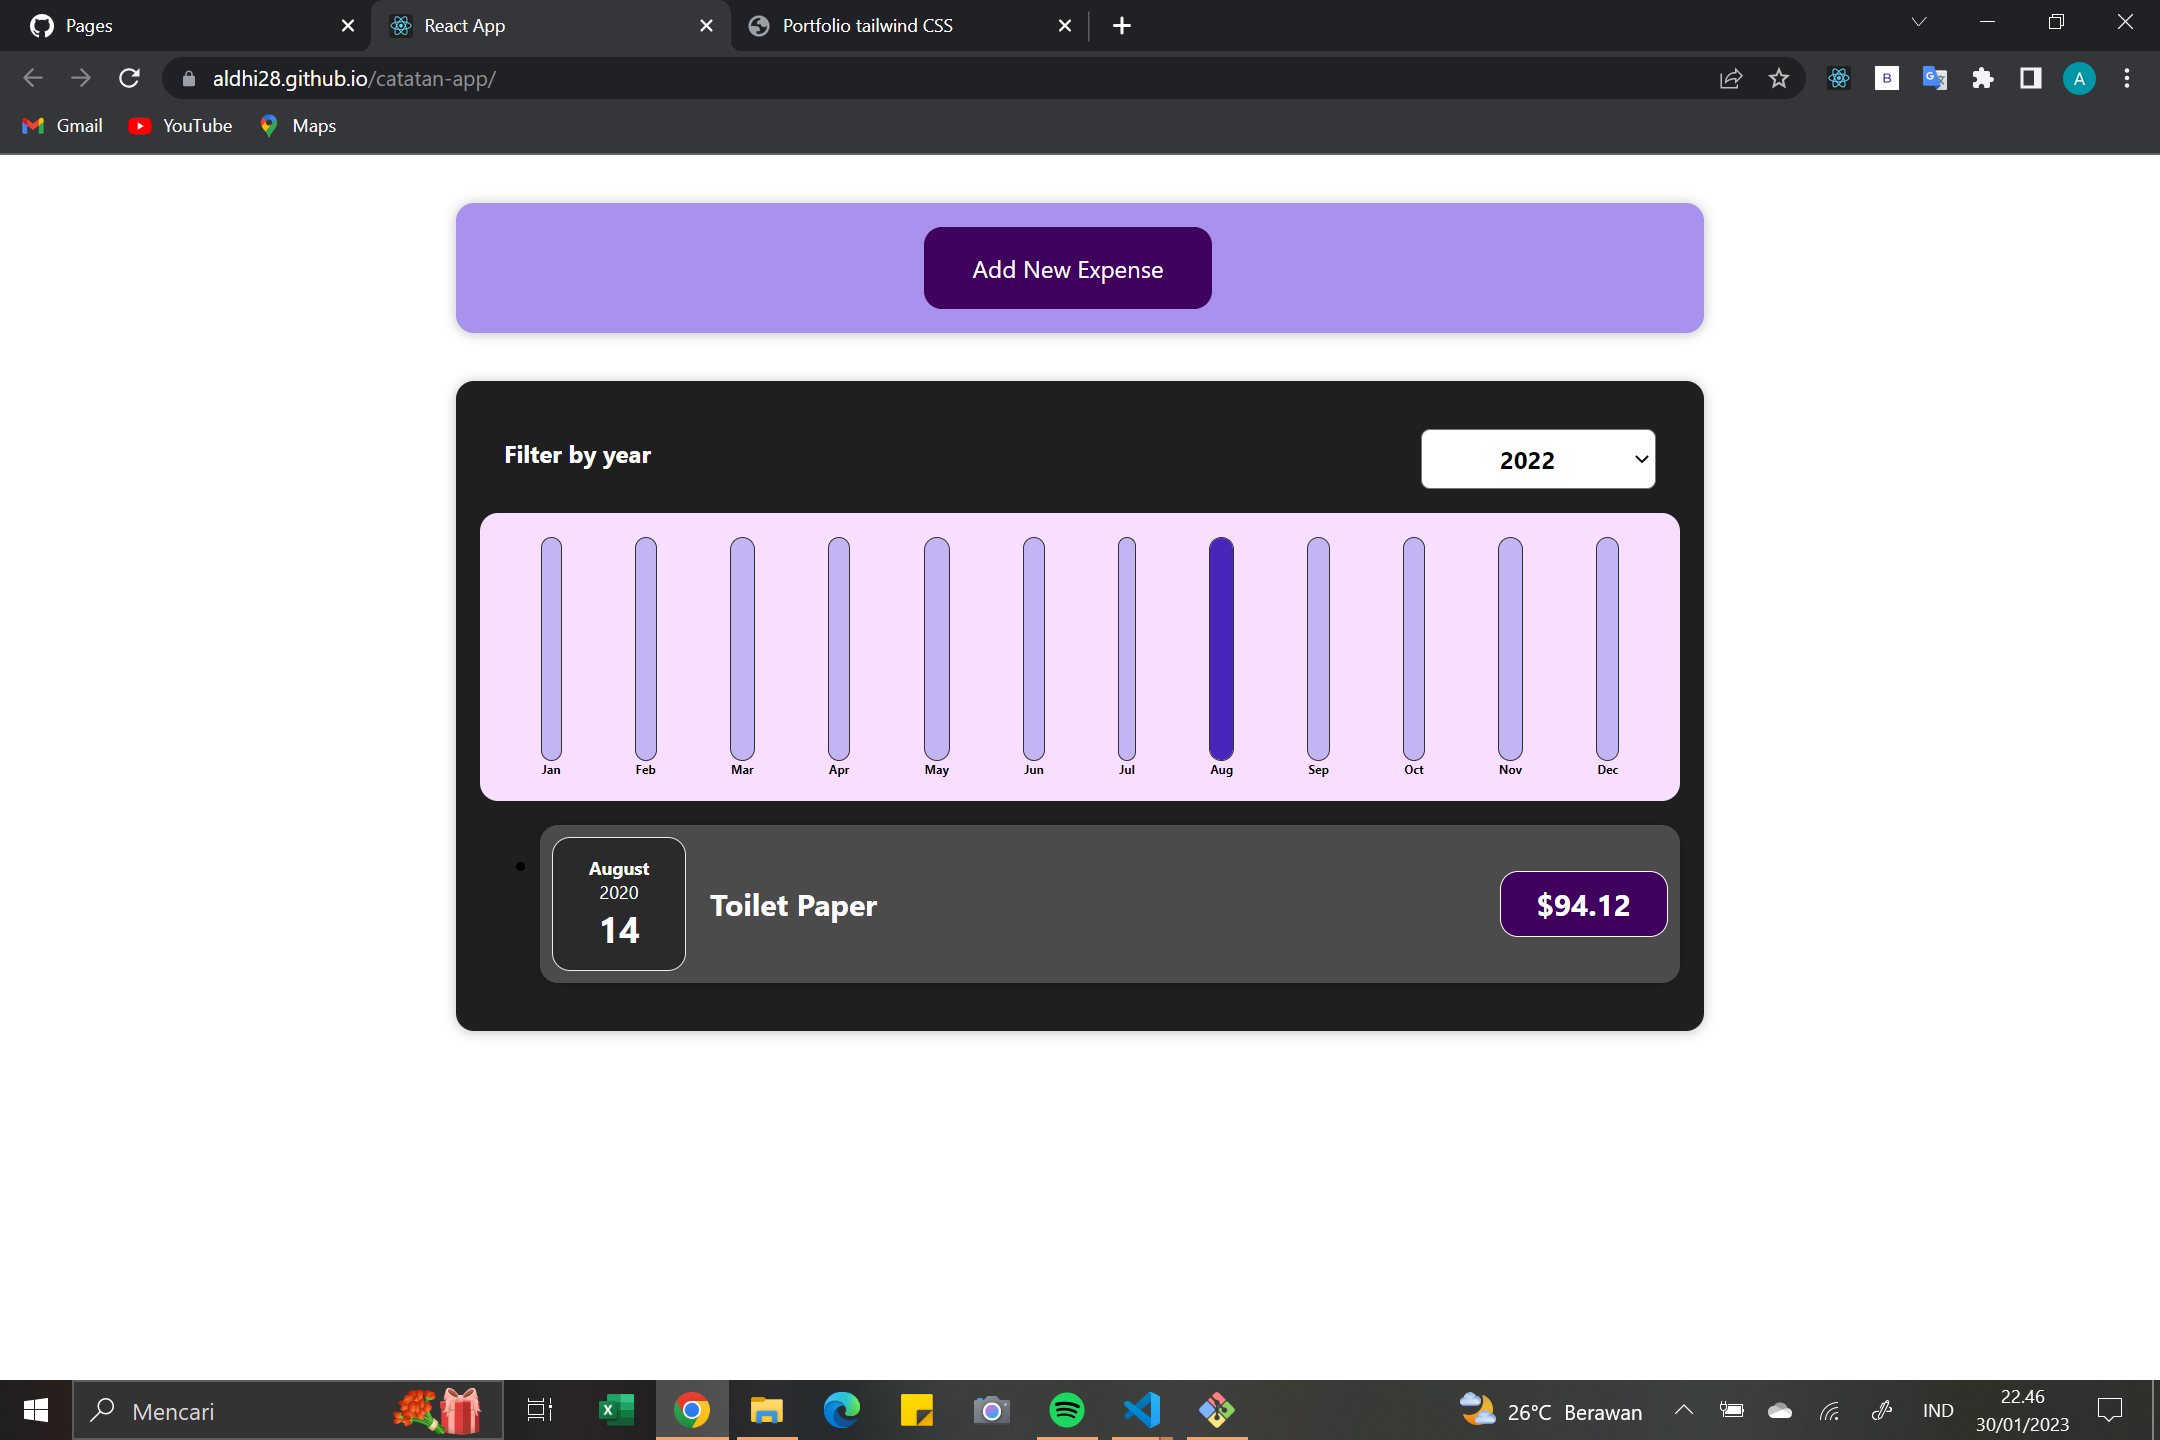 Pages
React App
Portfolio tailwind CSS
aldhi28.github.io/catatan-app/
B
A
Gmail
YouTube
Maps
Add New Expense
Filter by year
2022
Jan Feb Mar Apr May Jun Jul Aug Sep Oct Nov Dec
August
2020
14
Toilet Paper
$94.12
Mencari
26°C Berawan
IND
22.46
30/01/2023